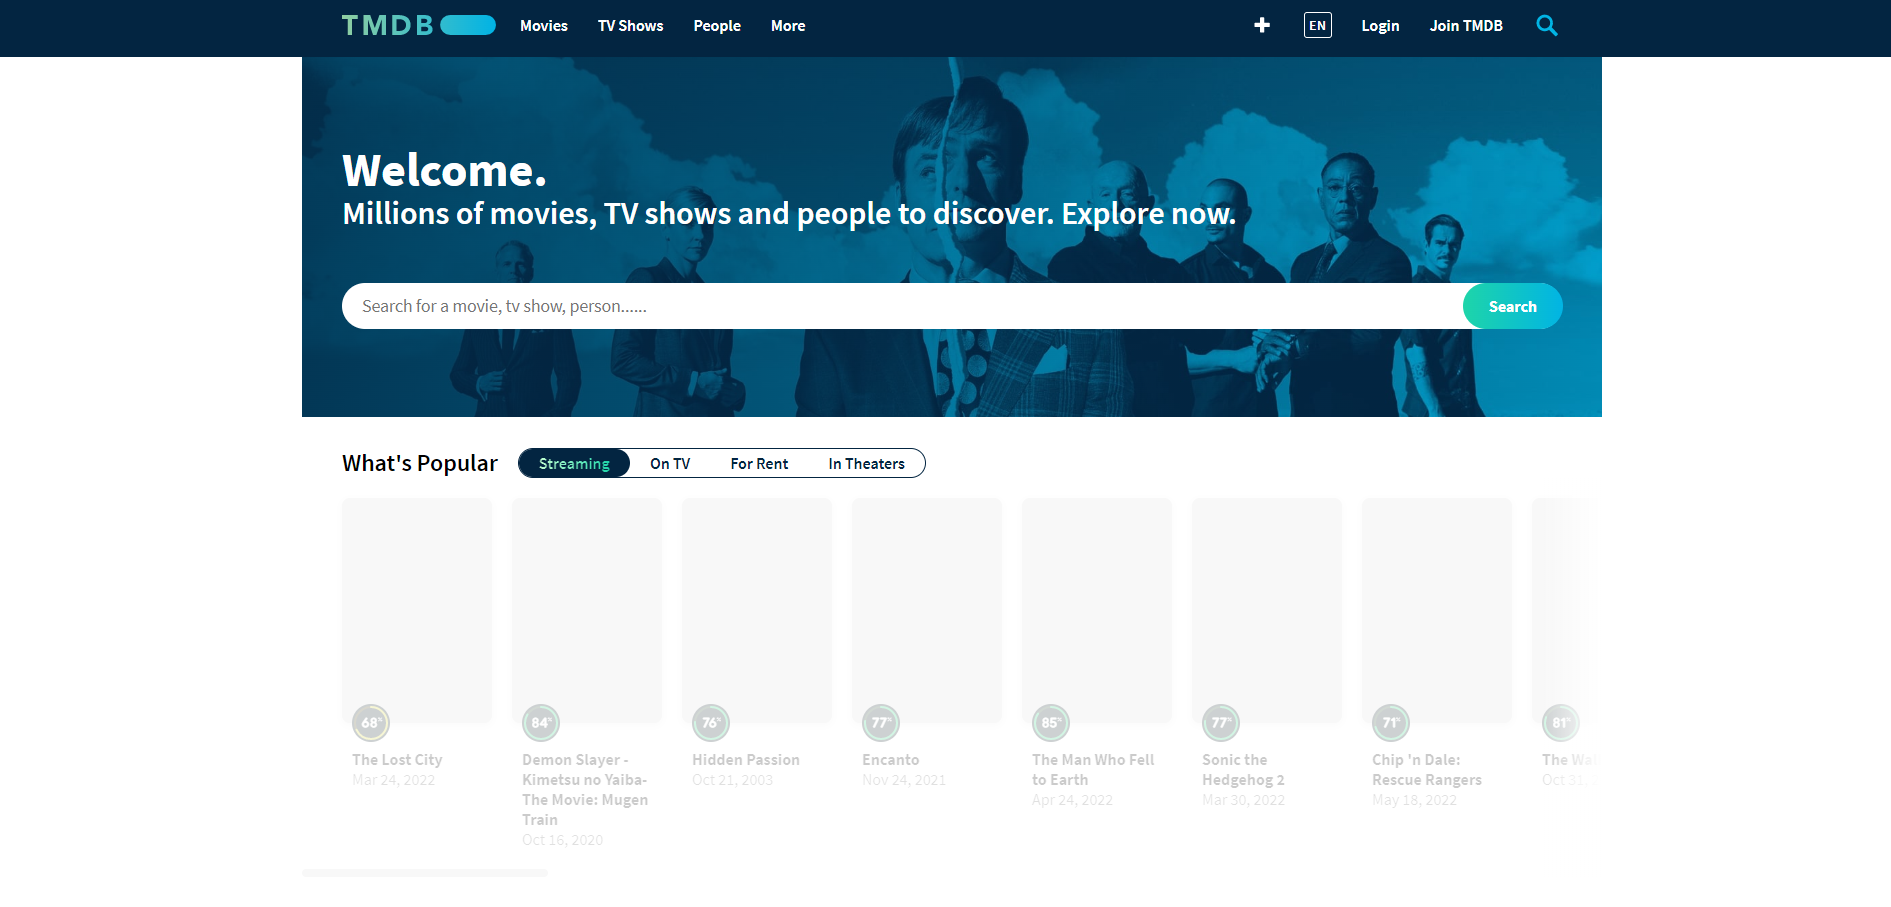 TMDB
Movies
TV Shows
People
More
EN
Login
Join TMDB
Welcome.
Millions of movies, TV shows and people to discover. Explore now.
Search for a movie, tv show, person......
Search
What's Popular
Streaming
On TV
For Rent
In Theaters
68%
The Lost City
Mar 24, 2022
84%
Demon Slayer -
Kimetsu no Yaiba-
The Movie: Mugen
Train
Oct 16, 2020
76%
Hidden Passion
Oct 21, 2003
77%
Encanto
Nov 24, 2021
85%
The Man Who Fell
to Earth
Apr 24, 2022
77%
Sonic the
Hedgehog 2
Mar 30, 2022
71%
Chip 'n Dale:
Rescue Rangers
May 18, 2022
81%
The
Oct 31,